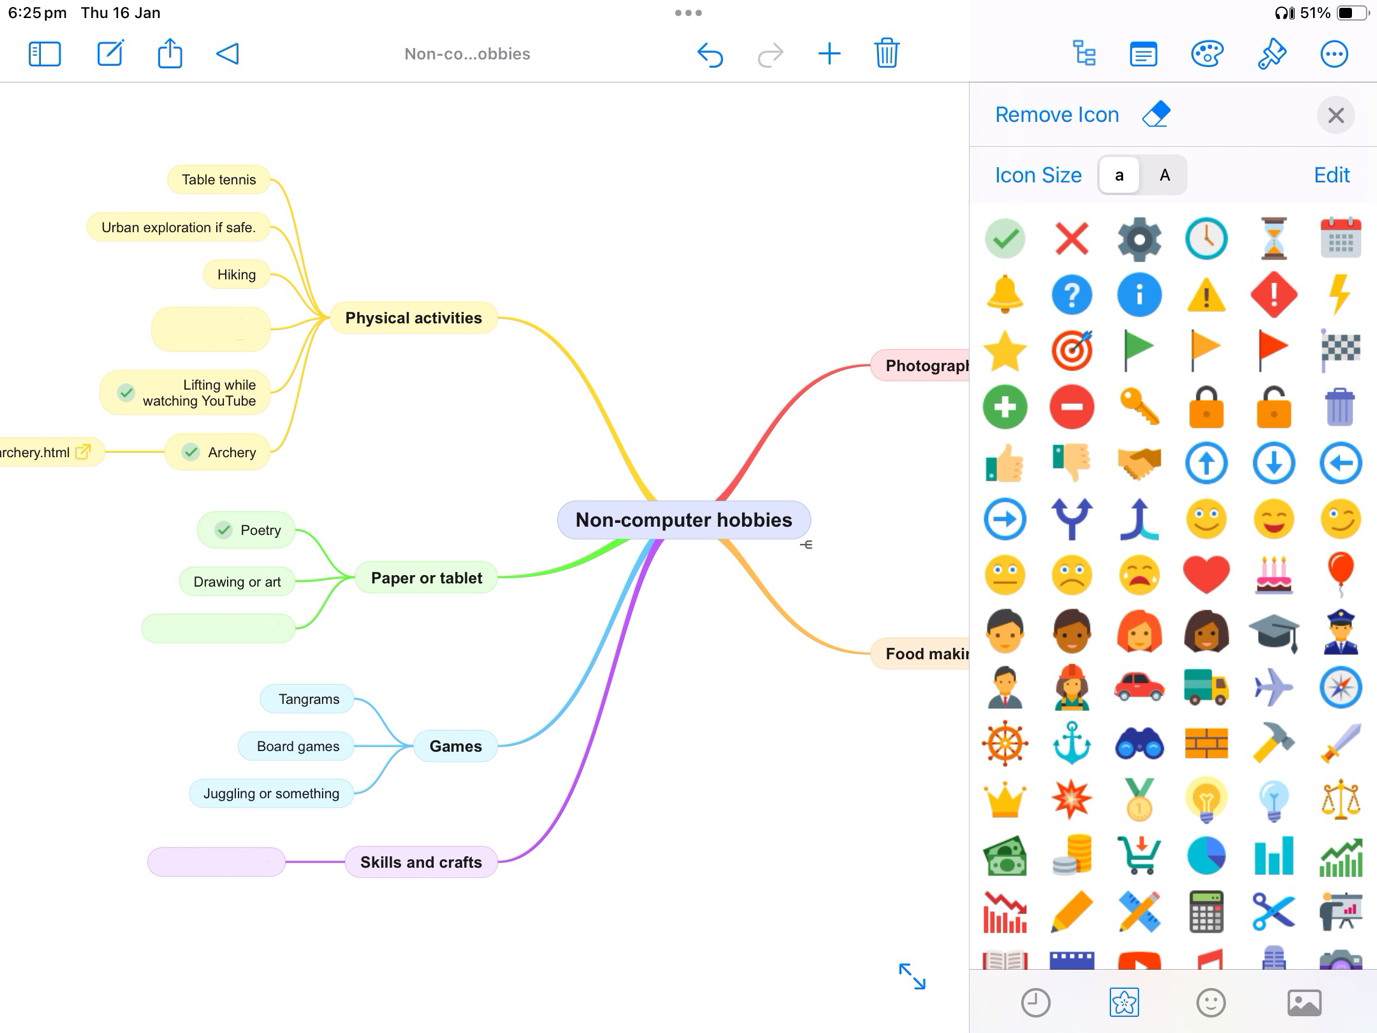 6:25 pm Thu 16 Jan
51%
Non-co...obbies
Remove Icon
Icon Size
a
A
Edit
Table tennis
Urban exploration if safe.
Hiking
Physical activities
Lifting while
watching YouTube
rchery.html
Archery
Photograph
Non-computer hobbies
Poetry
Drawing or art
Paper or tablet
Food makin
Tangrams
Board games
Games
Juggling or something
Skills and crafts